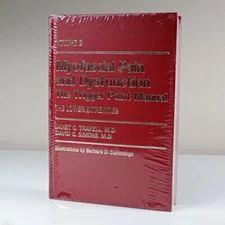 VOLUME 2
Myofascial Pain
and Dysfunction
The Trigger Point Manual
THE LOWER EXTREMITIES
JANET G. TRAVELL, M.D.
DAVID G. SIMONS, M.D.
Illustrations by Barbara D. Cummings